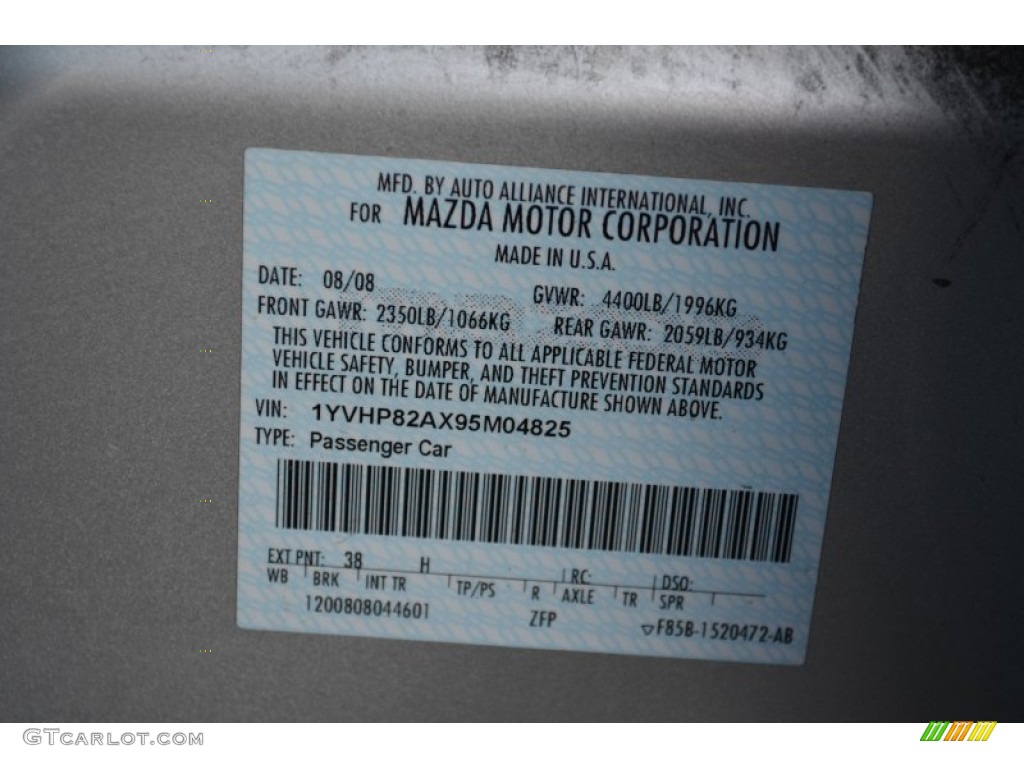 MFD. BY AUTO ALLIANCE INTERNATIONAL, INC.
FOR MAZDA MOTOR CORPORATION
MADE IN U.S.A.
DATE: 08/08 GVWR: 4400LB/1996KG
FRONT GAWR: 2350LB/1066KG REAR GAWR: 2059LB/934KG
THIS VEHICLE CONFORMS TO ALL APPLICABLE FEDERAL MOTOR
VEHICLE SAFETY, BUMPER, AND THEFT PREVENTION STANDARDS
IN EFFECT ON THE DATE OF MANUFACTURE SHOWN ABOVE.
VIN: 1YVHP82AX95M04825
TYPE: Passenger Car
EXT PNT: 38 H RC: DSO:
WB BRK INT TR TP/PS R AXLE TR SPR
1200808044601 ZFP ▽F85B-1520472-AB
GTCARLOT.COM